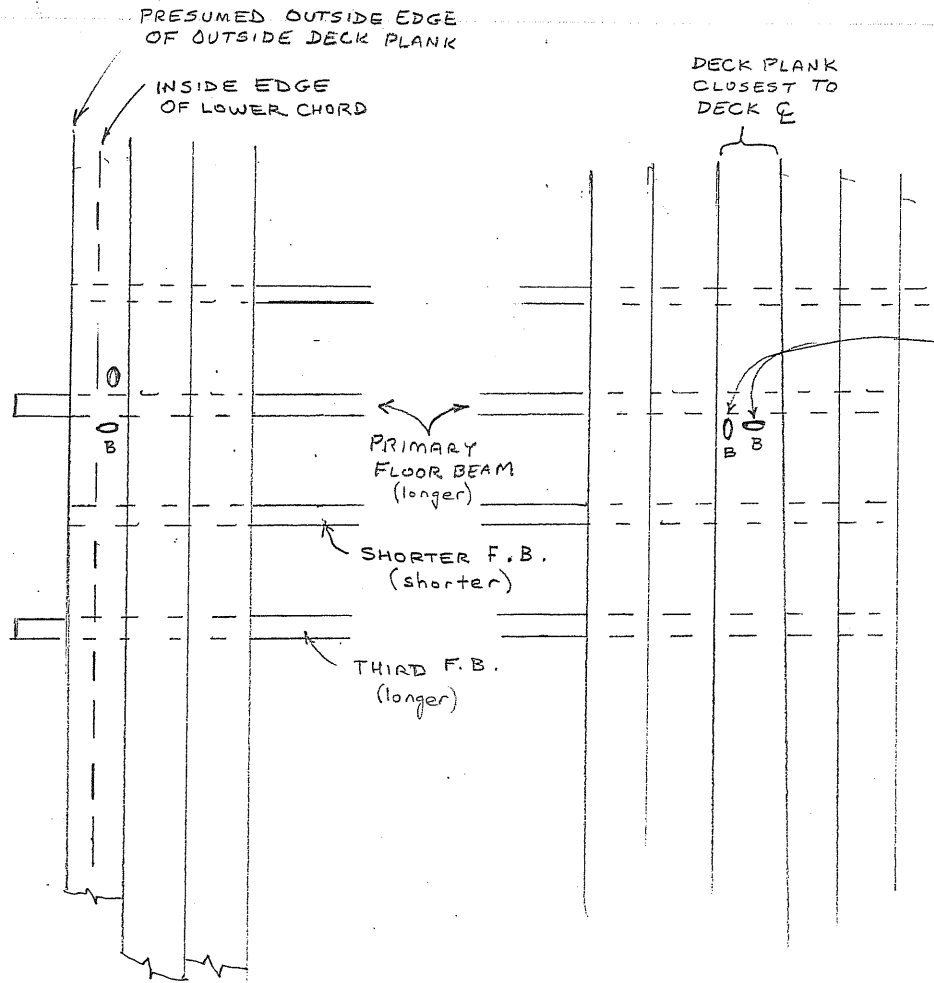 PRESUMED OUTSIDE EDGE
OF OUTSIDE DECK PLANK
INSIDE EDGE
OF LOWER CHORD
DECK PLANK
CLOSEST TO
DECK ℄
B
B
B
PRIMARY
FLOOR BEAM
(longer)
SHORTER F.B.
(shorter)
THIRD F.B.
(longer)